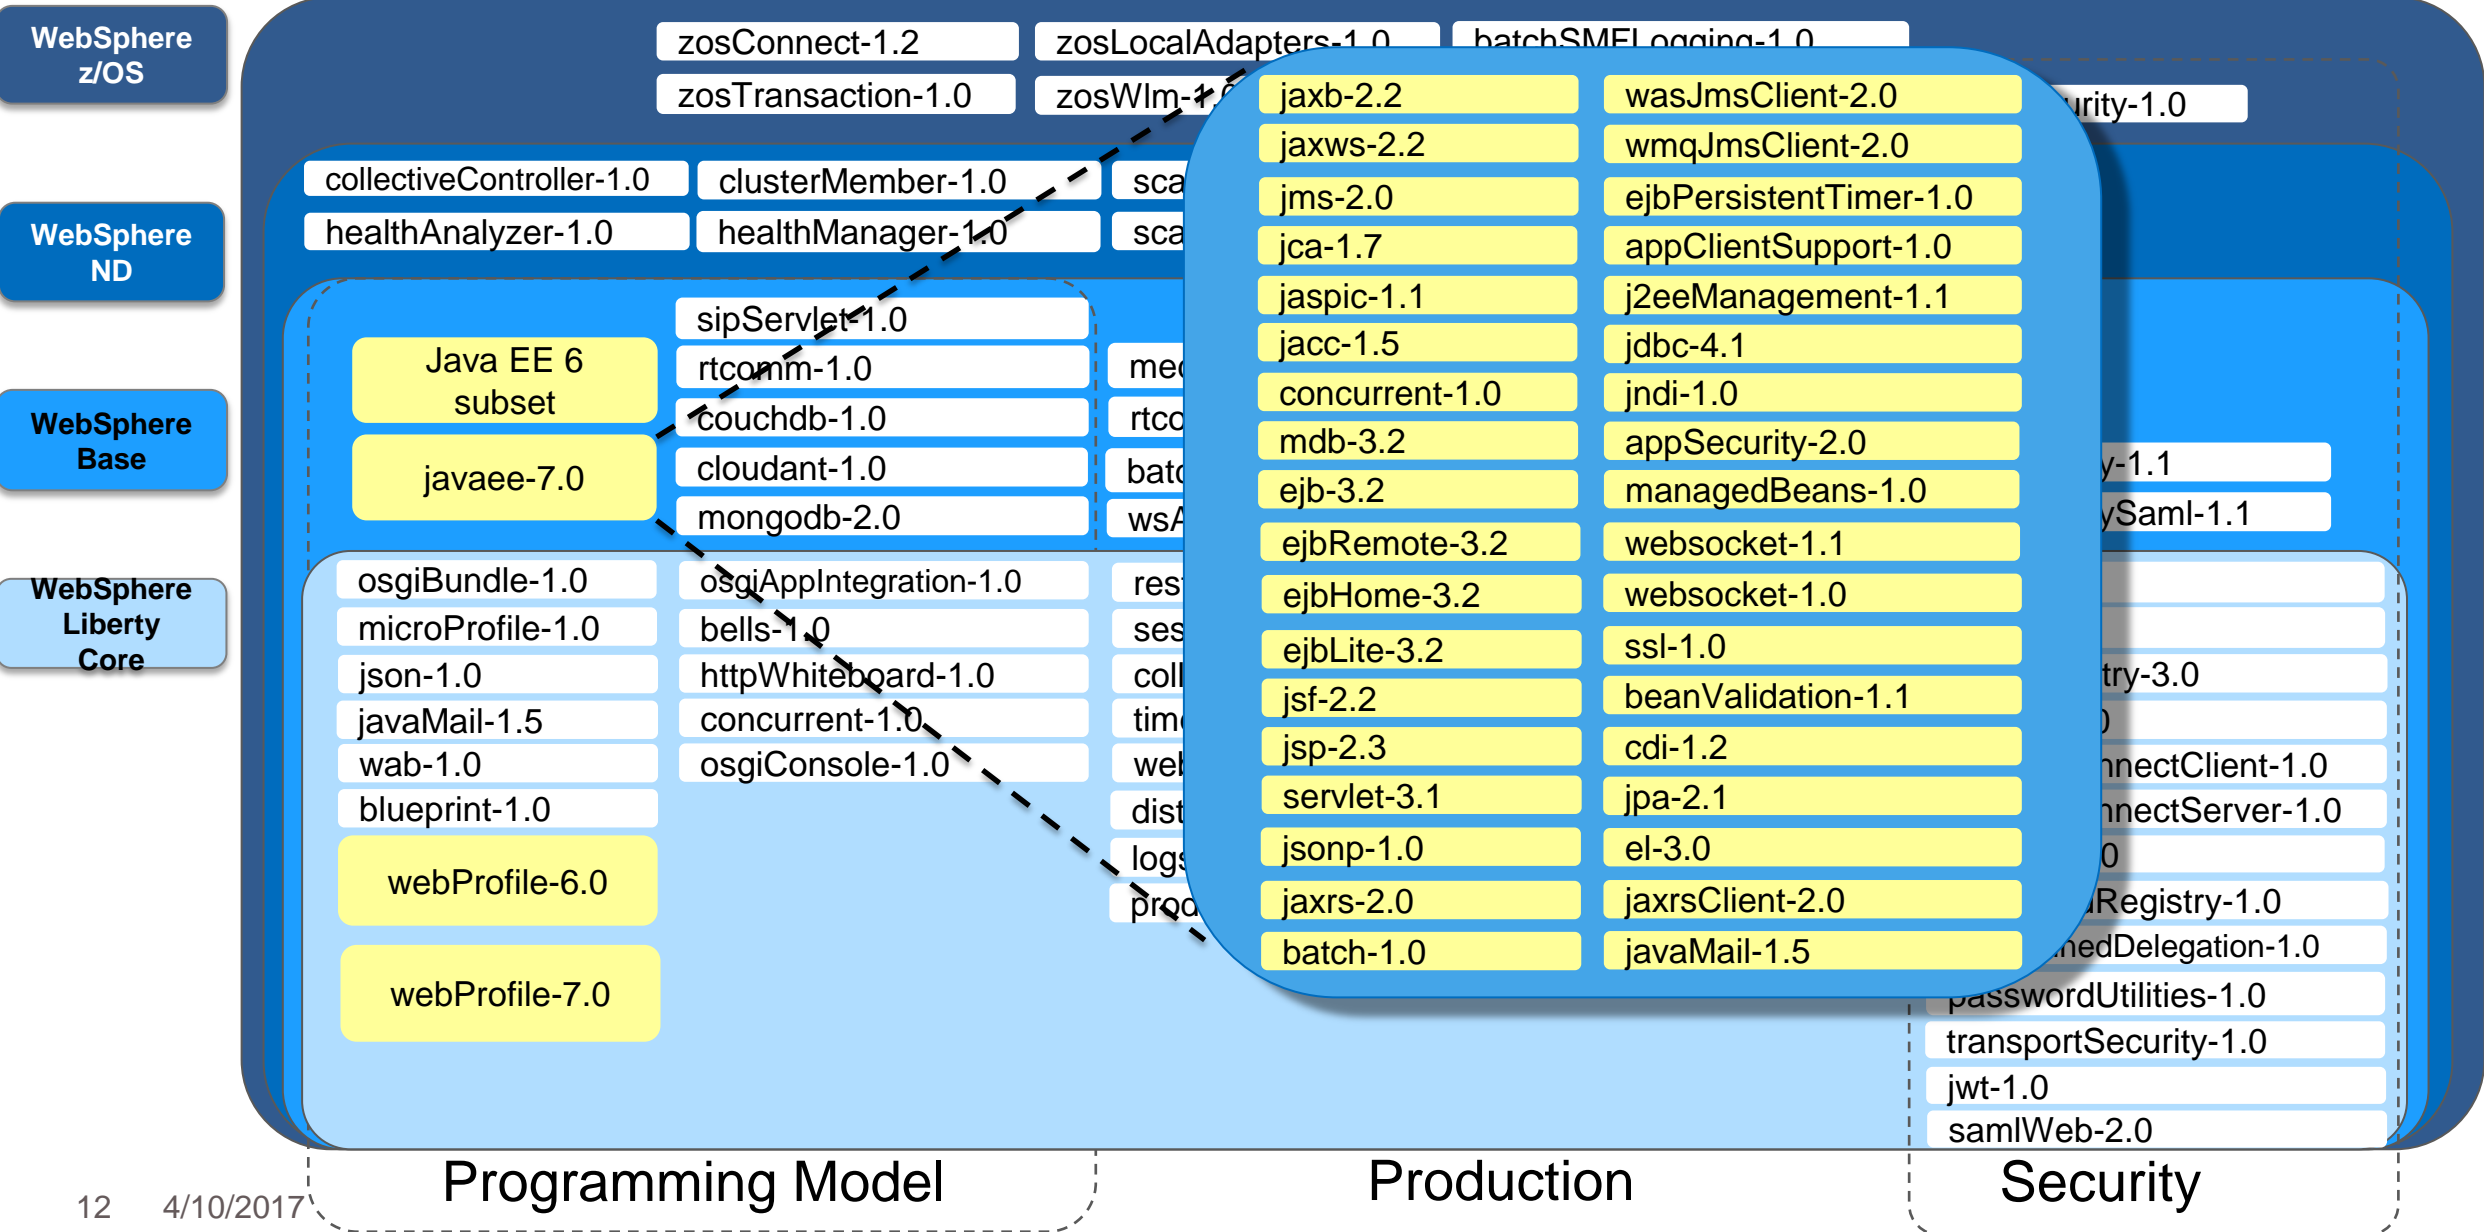 WebSphere
z/OS
WebSphere
ND
WebSphere
Base
WebSphere
Liberty
Core
zosConnect-1.2
zosLocalAdapters-1.0
batchSMFLogging-1.0
zosTransaction-1.0
collectiveController-1.0
clusterMember-1.0
healthAnalyzer-1.0
healthManager-1.0
Java EE 6
subset
javaee-7.0
sipServlet-1.0
rtcomm-1.0
couchdb-1.0
cloudant-1.0
mongodb-2.0
osgiBundle-1.0
microProfile-1.0
json-1.0
javaMail-1.5
wab-1.0
blueprint-1.0
webProfile-6.0
webProfile-7.0
osgiAppIntegration-1.0
bells-1.0
httpWhiteboard-1.0
concurrent-1.0
osgiConsole-1.0
jaxb-2.2
jaxws-2.2
jms-2.0
jca-1.7
jaspic-1.1
jacc-1.5
concurrent-1.0
mdb-3.2
ejb-3.2
ejbRemote-3.2
ejbHome-3.2
ejbLite-3.2
jsf-2.2
jsp-2.3
servlet-3.1
jsonp-1.0
jaxrs-2.0
batch-1.0
wasJmsClient-2.0
wmqJmsClient-2.0
ejbPersistentTimer-1.0
appClientSupport-1.0
j2eeManagement-1.1
jdbc-4.1
jndi-1.0
appSecurity-2.0
managedBeans-1.0
websocket-1.1
websocket-1.0
ssl-1.0
beanValidation-1.1
cdi-1.2
jpa-2.1
el-3.0
jaxrsClient-2.0
javaMail-1.5
passwordUtilities-1.0
transportSecurity-1.0
jwt-1.0
samlWeb-2.0
Programming Model
Production
Security
12
4/10/2017